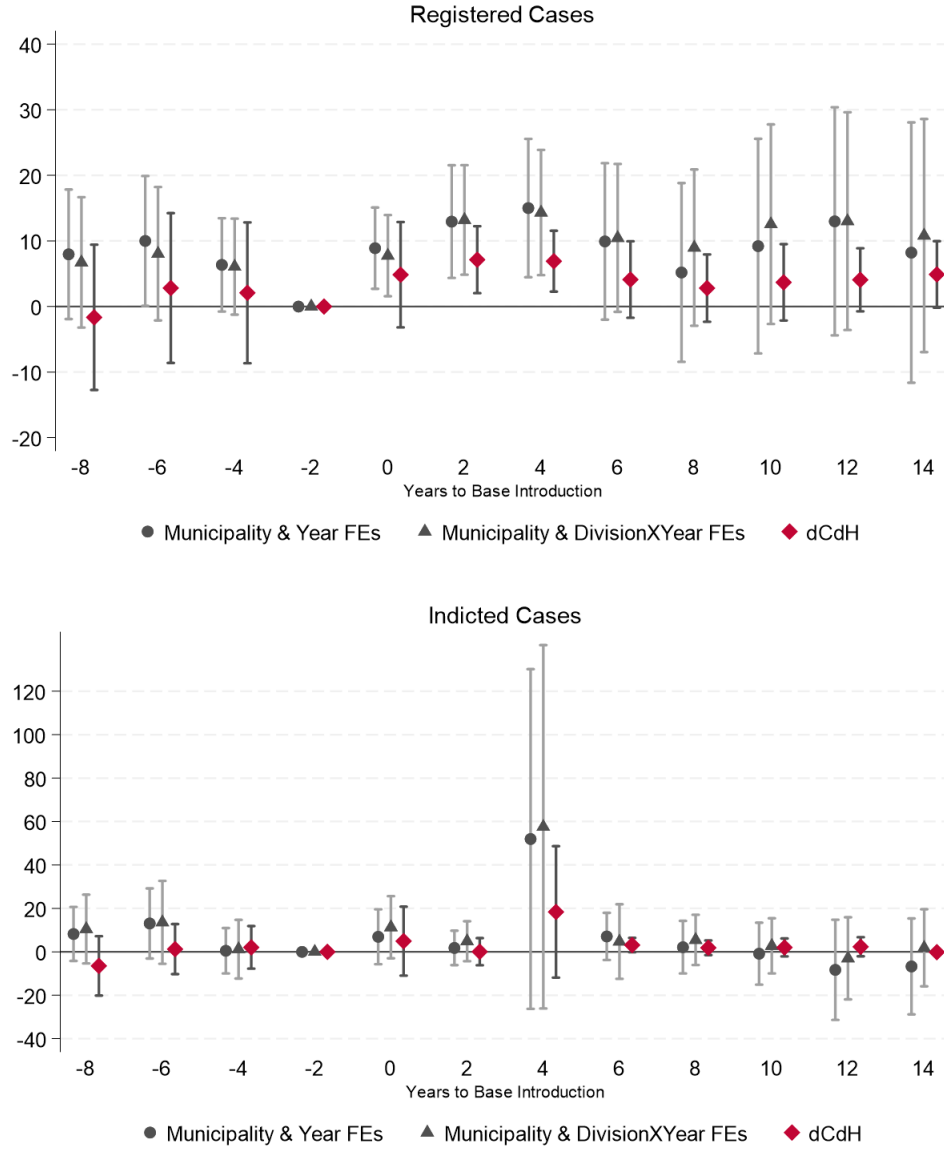 Registered Cases
40
30
20
10
0
-10
-20
-8 -6 -4 -2 0 2 4 6 8 10 12 14
Years to Base Introduction
Municipality & Year FEs Municipality & DivisionXYear FEs dCdH
Indicted Cases
120
100
80
60
40
20
0
-20
-40
-8 -6 -4 -2 0 2 4 6 8 10 12 14
Years to Base Introduction
Municipality & Year FEs Municipality & DivisionXYear FEs dCdH